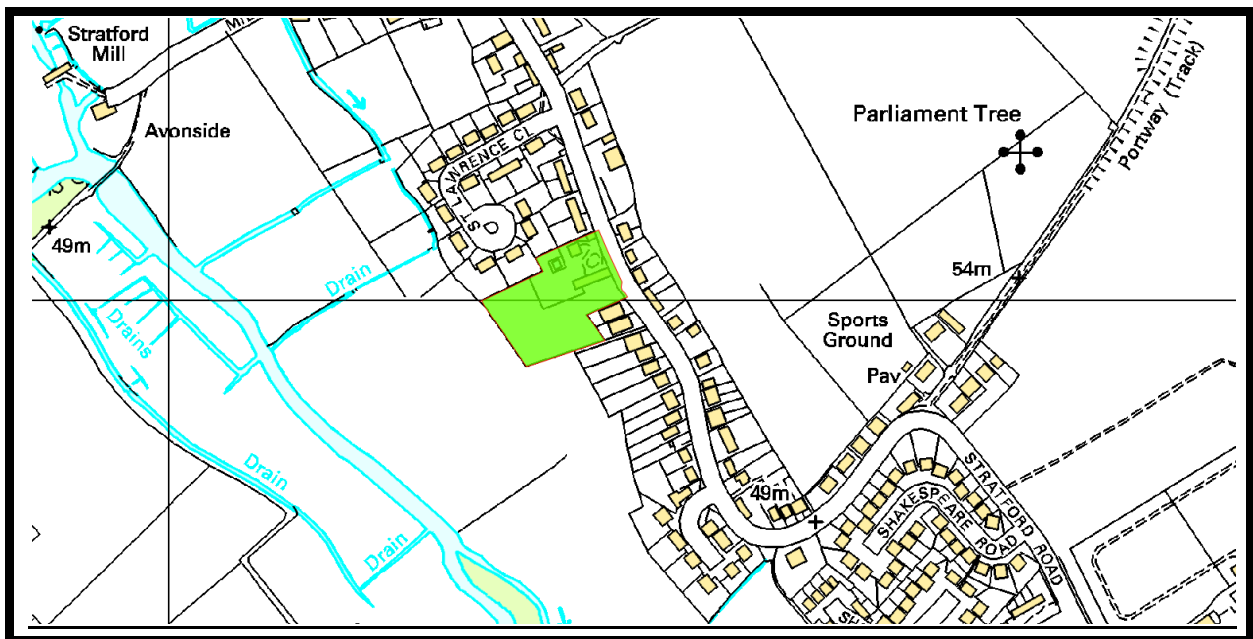 Stratford
Mill
Avonside
49m
ST LAWRENCE CL
Parliament Tree
Portway (Track)
54m
Drain
Drains
Sports
Ground
Pav
Drain
Drain
49m
STRATFORD ROAD
SHAKESPEARE
ROAD